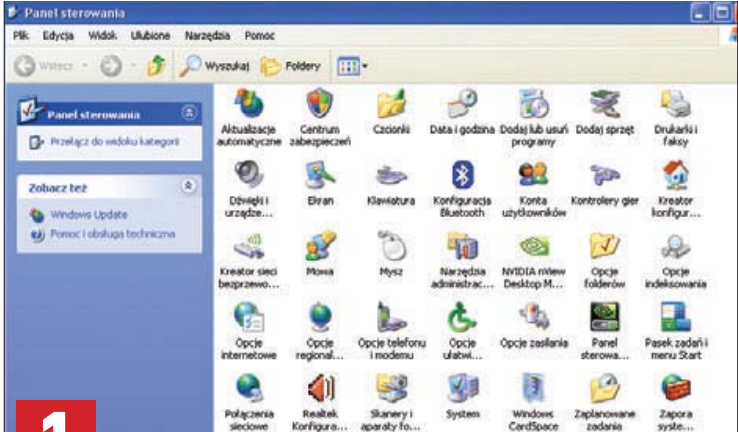 Panel sterowania
Plik Edycja Widok Ulubione Narzędzia Pomoc
Wstecz Wyszukaj Foldery
Panel sterowania
Przełącz do widoku kategorii
Zobacz też
Windows Update
Pomoc i obsługa techniczna
Aktualizacje automatyczne
Centrum zabezpieczeń
Czcionki
Data i godzina
Dodaj lub usuń programy
Dodaj sprzęt
Drukarki i faksy
Dźwięki i urządze...
Ekran
Klawiatura
Konfiguracja Bluetooth
Konta użytkowników
Kontrolery gier
Kreator konfigur...
Kreator sieci bezprzewo...
Mowa
Mysz
Narzędzia administrac...
NVIDIA nView Desktop M...
Opcje folderów
Opcje indeksowania
Opcje internetowe
Opcje regional...
Opcje telefonu i modemu
Opcje ułatwi...
Opcje zasilania
Panel sterowa...
Pasek zadań i menu Start
Połączenia sieciowe
Realtek Konfigura...
Skanery i aparaty fo...
System
Windows CardSpace
Zaplanowane zadania
Zapora syste...
1